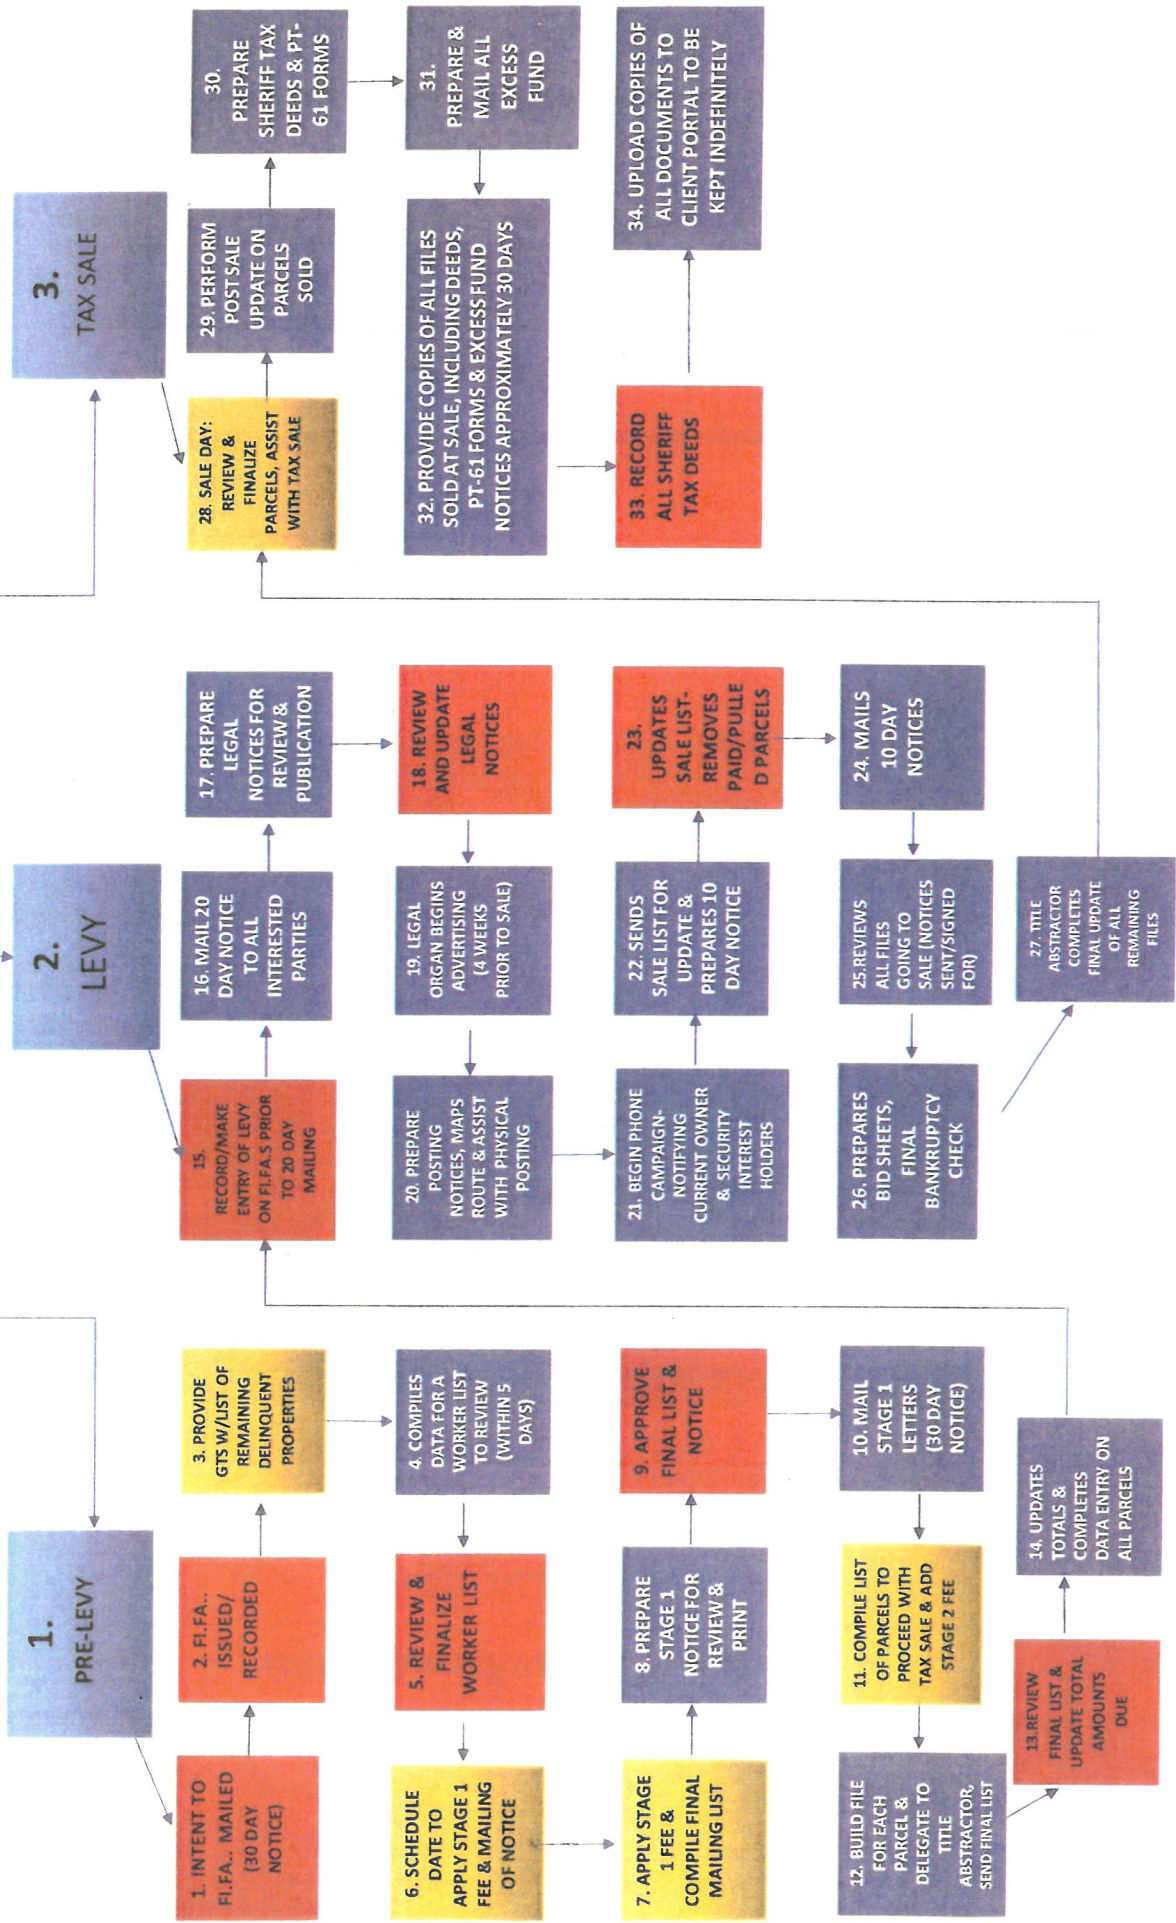 1.
PRE-LEVY
1. INTENT TO
FI.FA.. MAILED
(30 DAY
NOTICE)
2. FI.FA..
ISSUED/
RECORDED
3. PROVIDE
GTS W/LIST OF
REMAINING
DELINQUENT
PROPERTIES
4. COMPILES
DATA FOR A
WORKER LIST
TO REVIEW
(WITHIN 5
DAYS)
5. REVIEW &
FINALIZE
WORKER LIST
6. SCHEDULE
DATE TO
APPLY STAGE 1
FEE & MAILING
OF NOTICE
7. APPLY STAGE
1 FEE &
COMPILE FINAL
MAILING LIST
8. PREPARE
STAGE 1
NOTICE FOR
REVIEW &
PRINT
9. APPROVE
FINAL LIST &
NOTICE
10. MAIL
STAGE 1
LETTERS
(30 DAY
NOTICE)
11. COMPILE LIST
OF PARCELS TO
PROCEED WITH
TAX SALE & ADD
STAGE 2 FEE
12. BUILD FILE
FOR EACH
PARCEL &
DELEGATE TO
TITLE
ABSTRACTOR,
SEND FINAL LIST
13.REVIEW
FINAL LIST &
UPDATE TOTAL
AMOUNTS
DUE
14. UPDATES
TOTALS &
COMPLETES
DATA ENTRY ON
ALL PARCELS
2.
LEVY
15.
RECORD/MAKE
ENTRY OF LEVY
ON FI.FA.S PRIOR
TO 20 DAY
MAILING
16. MAIL 20
DAY NOTICE
TO ALL
INTERESTED
PARTIES
17. PREPARE
LEGAL
NOTICES FOR
REVIEW &
PUBLICATION
18. REVIEW
AND UPDATE
LEGAL
NOTICES
19. LEGAL
ORGAN BEGINS
ADVERTISING
(4 WEEKS
PRIOR TO SALE)
20. PREPARE
POSTING
NOTICES, MAPS
ROUTE & ASSIST
WITH PHYSICAL
POSTING
21. BEGIN PHONE
CAMPAIGN-
NOTIFYING
CURRENT OWNER
& SECURITY
INTEREST
HOLDERS
22. SENDS
SALE LIST FOR
UPDATE &
PREPARES 10
DAY NOTICE
23.
UPDATES
SALE LIST-
REMOVES
PAID/PULLE
D PARCELS
24. MAILS
10 DAY
NOTICES
25.REVIEWS
ALL FILES
GOING TO
SALE (NOTICES
SENT/SIGNED
FOR)
26. PREPARES
BID SHEETS,
FINAL
BANKRUPTCY
CHECK
27. TITLE
ABSTRACTOR
COMPLETES
FINAL UPDATE
OF ALL
REMAINING
FILES
3.
TAX SALE
28. SALE DAY:
REVIEW &
FINALIZE
PARCELS, ASSIST
WITH TAX SALE
29. PERFORM
POST SALE
UPDATE ON
PARCELS
SOLD
30.
PREPARE
SHERIFF TAX
DEEDS & PT-
61 FORMS
31.
PREPARE &
MAIL ALL
EXCESS
FUND
32. PROVIDE COPIES OF ALL FILES
SOLD AT SALE, INCLUDING DEEDS,
PT-61 FORMS & EXCESS FUND
NOTICES APPROXIMATELY 30 DAYS
33. RECORD
ALL SHERIFF
TAX DEEDS
34. UPLOAD COPIES OF
ALL DOCUMENTS TO
CLIENT PORTAL TO BE
KEPT INDEFINITELY